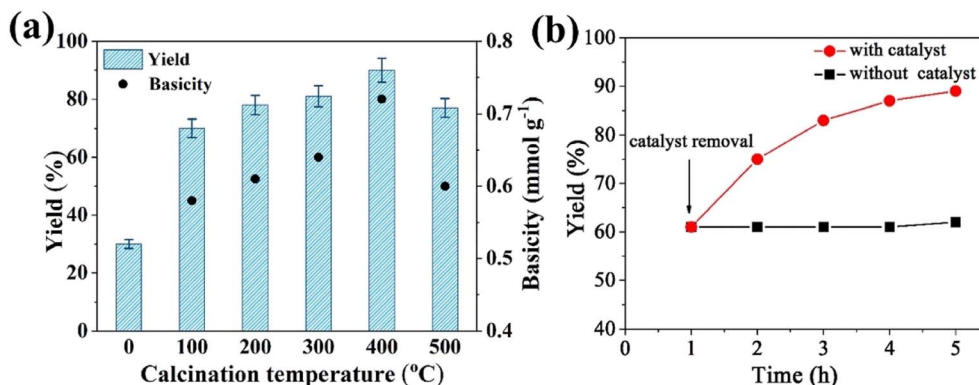 (a)
Yield (%)
100
80
60
40
20
0
Yield
Basicity
0.8
0.7
0.6
0.5
0.4
Basicity (mmol g⁻¹)
0 100 200 300 400 500
Calcination temperature (°C)
(b)
Yield (%)
100
90
80
70
60
50
40
with catalyst
without catalyst
catalyst removal
0 1 2 3 4 5
Time (h)